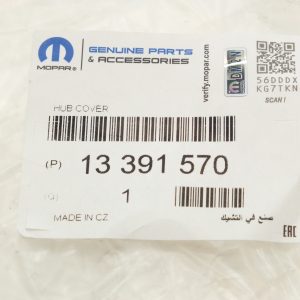 MOPAR
GENUINE PARTS
& ACCESSORIES
verify.mopar.com
56DDDX
KG7TKN
SCAN!
HUB COVER
(P) 13 391 570
(Q) 1
MADE IN CZ
صنع في التشيك
EAC